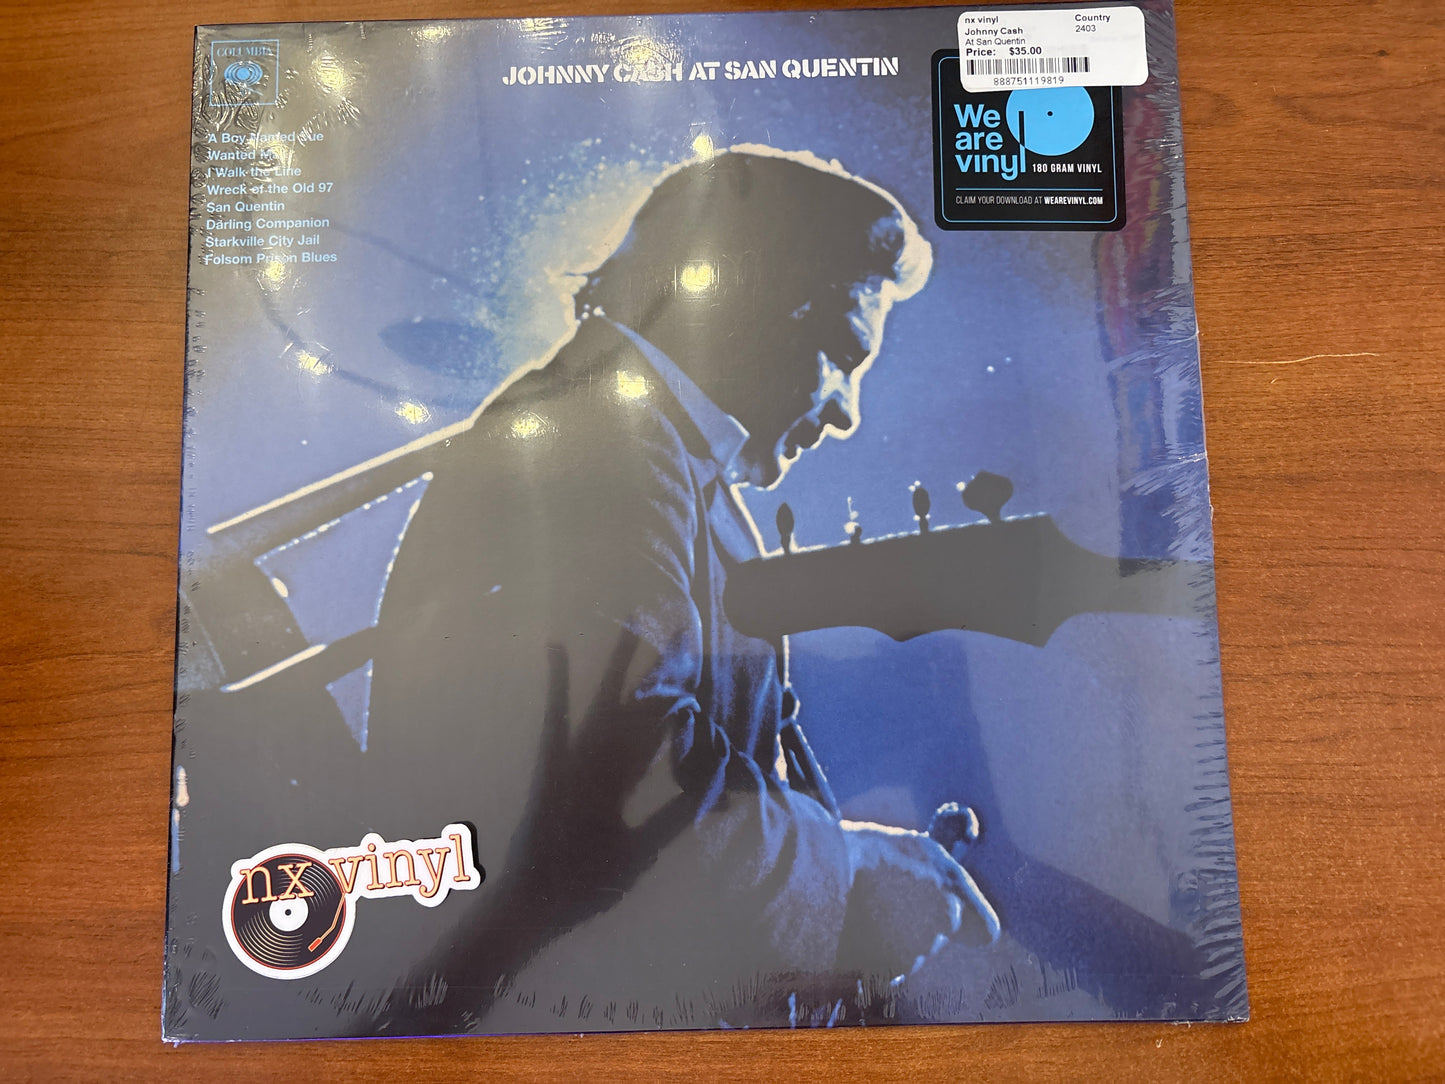 COLUMBIA
JOHNNY CASH AT SAN QUENTIN
nx vinyl
Country
Johnny Cash
2403
At San Quentin
Price: $35.00
888751119819
We
are
vinyl
180 GRAM VINYL
CLAIM YOUR DOWNLOAD AT WEAREVINYL.COM
A Boy Named Sue
Wanted Man
I Walk the Line
Wreck of the Old 97
San Quentin
Darling Companion
Starkville City Jail
Folsom Prison Blues
nx vinyl